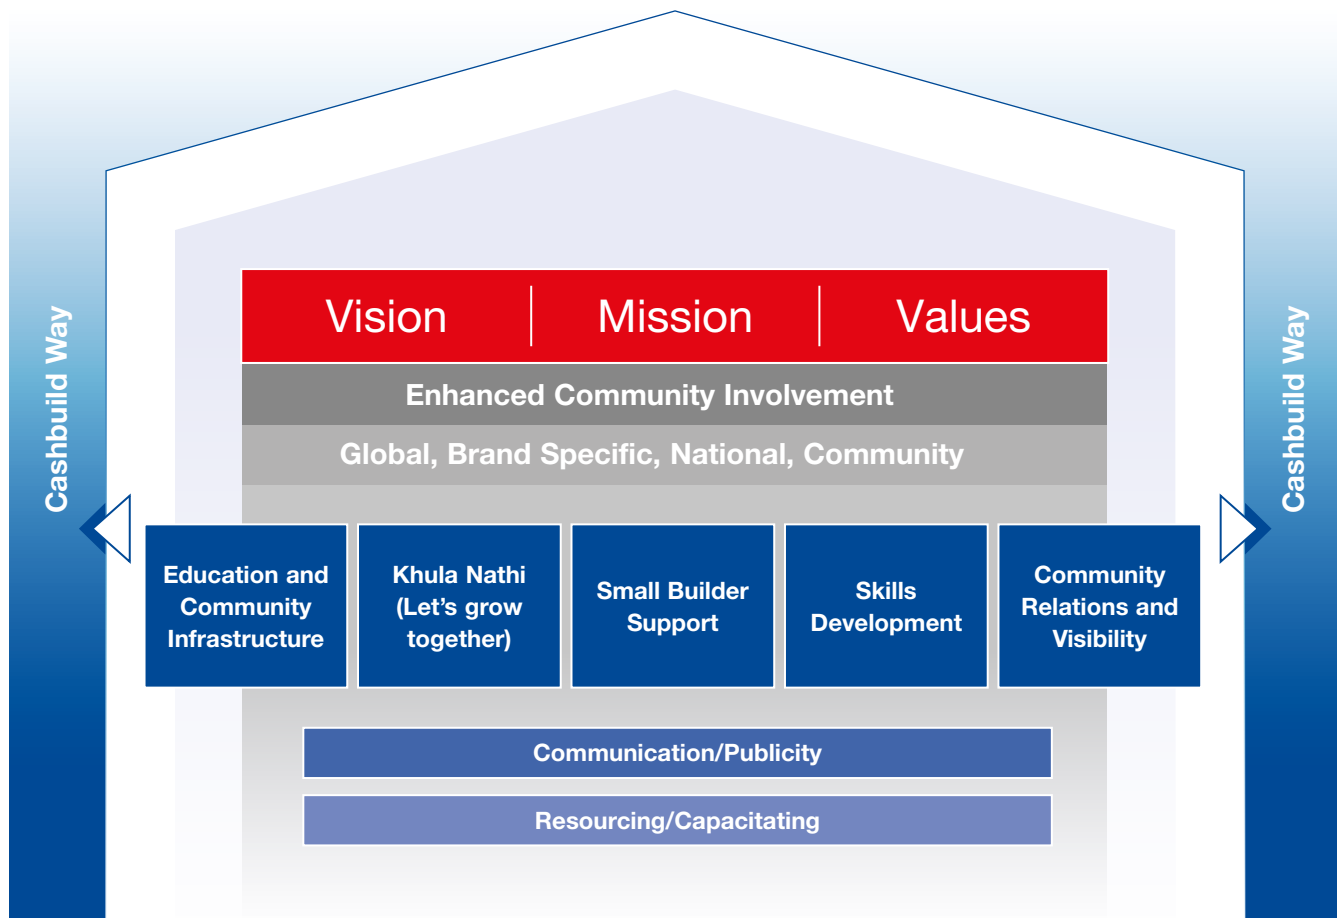 Vision
Mission
Values
Enhanced Community Involvement
Global, Brand Specific, National, Community
Cashbuild Way
Cashbuild Way
Education and
Community
Infrastructure
Khula Nathi
(Let’s grow
together)
Small Builder
Support
Skills
Development
Community
Relations and
Visibility
Communication/Publicity
Resourcing/Capacitating